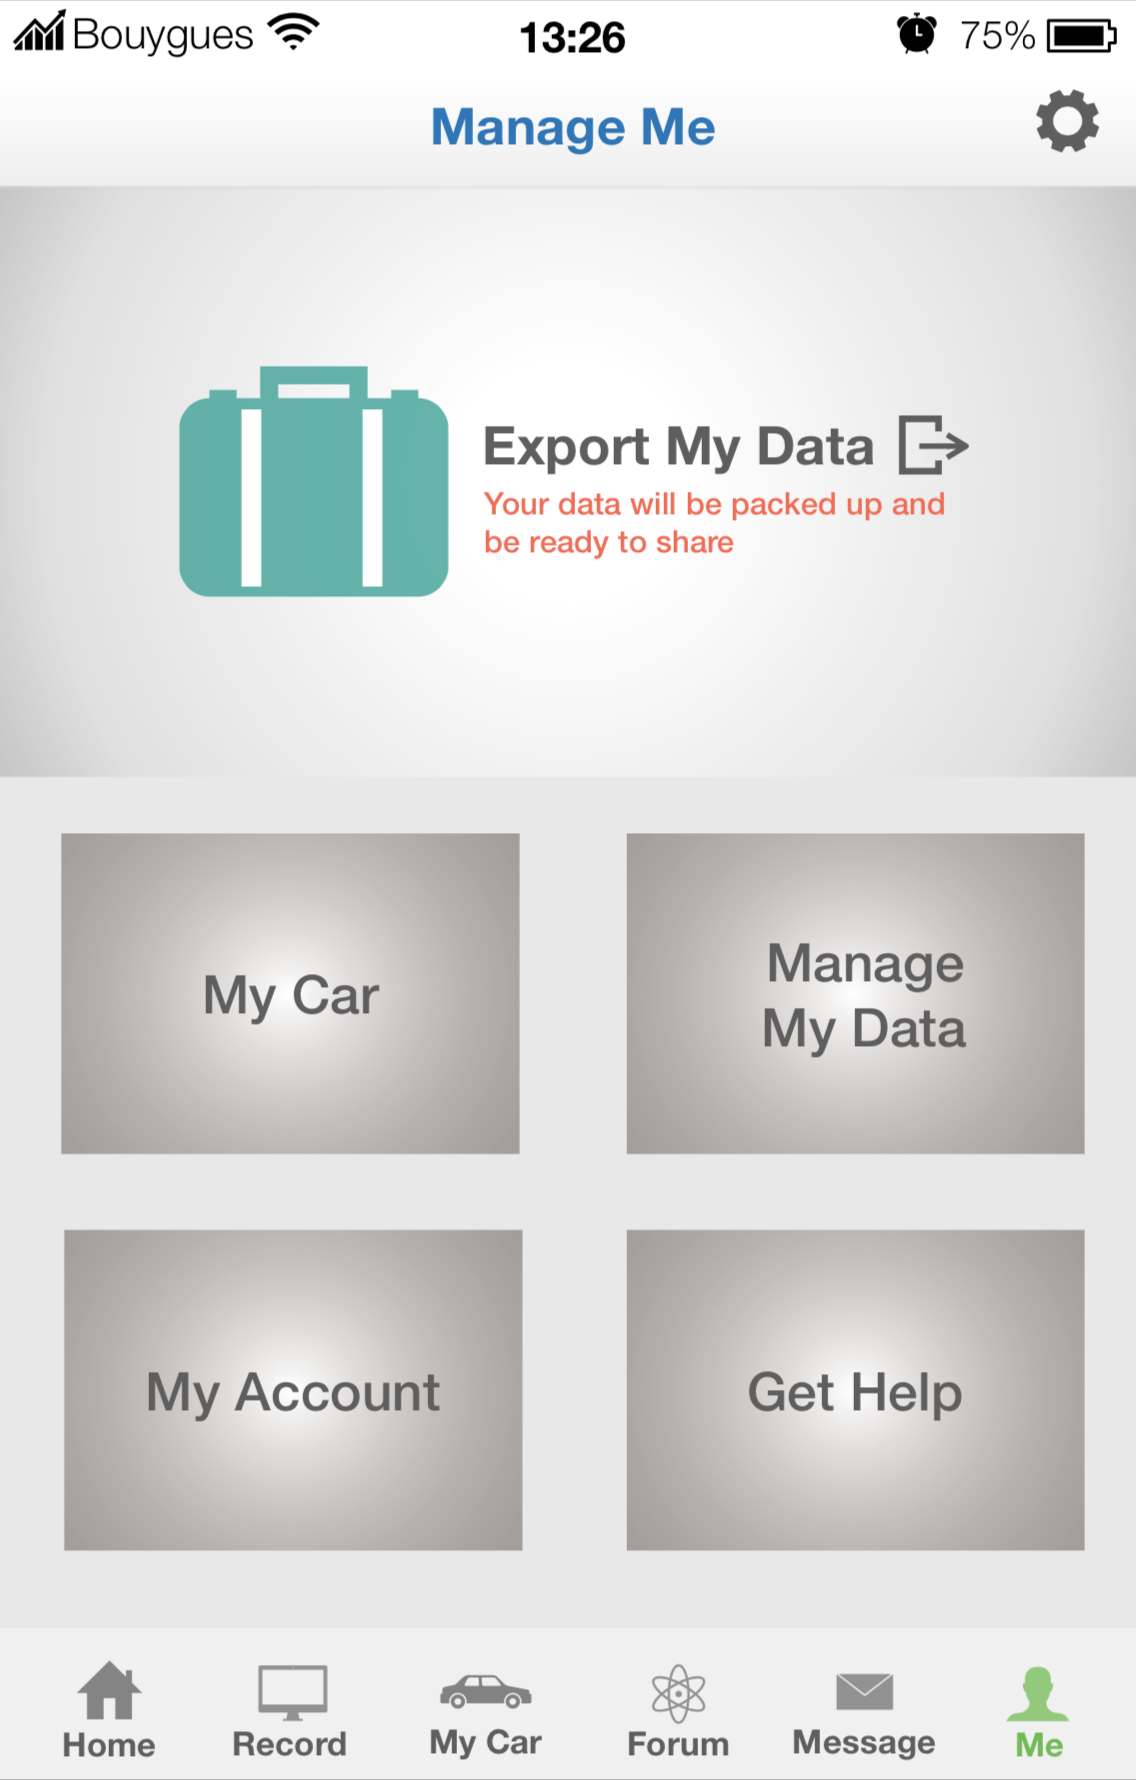 Bouygues 13:26 75%
Manage Me
Export My Data
Your data will be packed up and
be ready to share
My Car
Manage
My Data
My Account
Get Help
Home Record My Car Forum Message Me